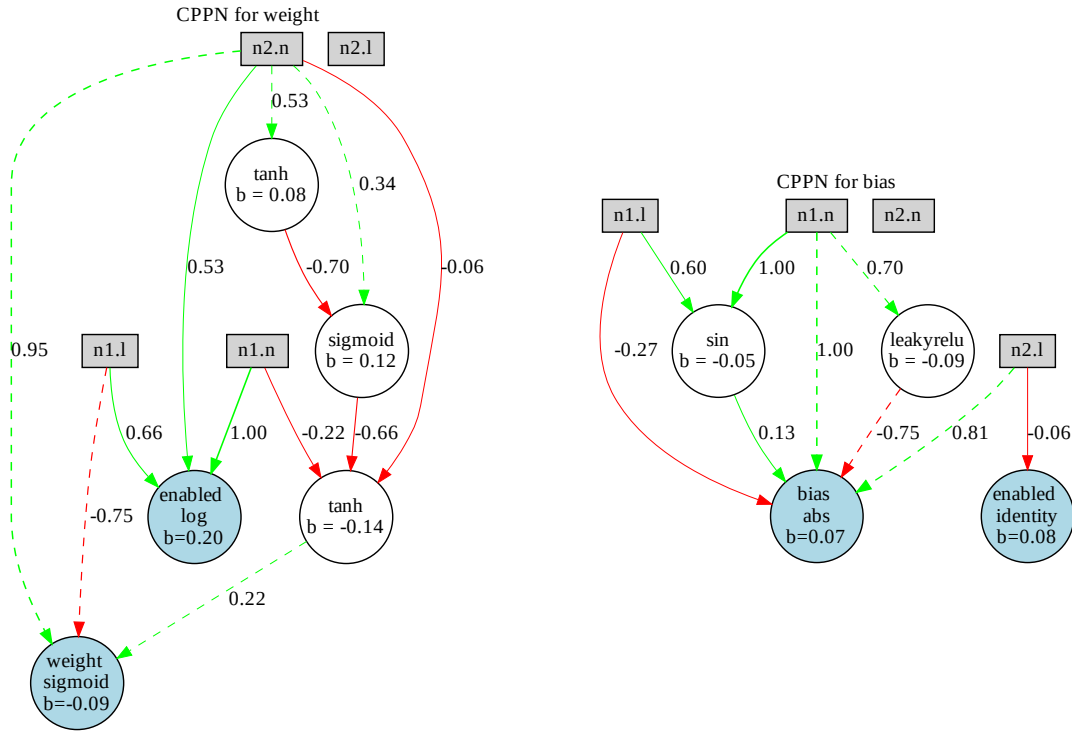 CPPN for weight
n2.n
n2.l
0.53
tanh
b = 0.08
0.34
0.53
-0.70
-0.06
n1.l
n1.n
sigmoid
b = 0.12
0.95
0.66
1.00
-0.22
-0.66
-0.75
enabled
log
b=0.20
tanh
b = -0.14
0.22
weight
sigmoid
b=-0.09
CPPN for bias
n1.l
n1.n
n2.n
0.60
1.00
0.70
sin
b = -0.05
leakyrelu
b = -0.09
n2.l
-0.27
1.00
0.13
-0.75
0.81
-0.06
bias
abs
b=0.07
enabled
identity
b=0.08